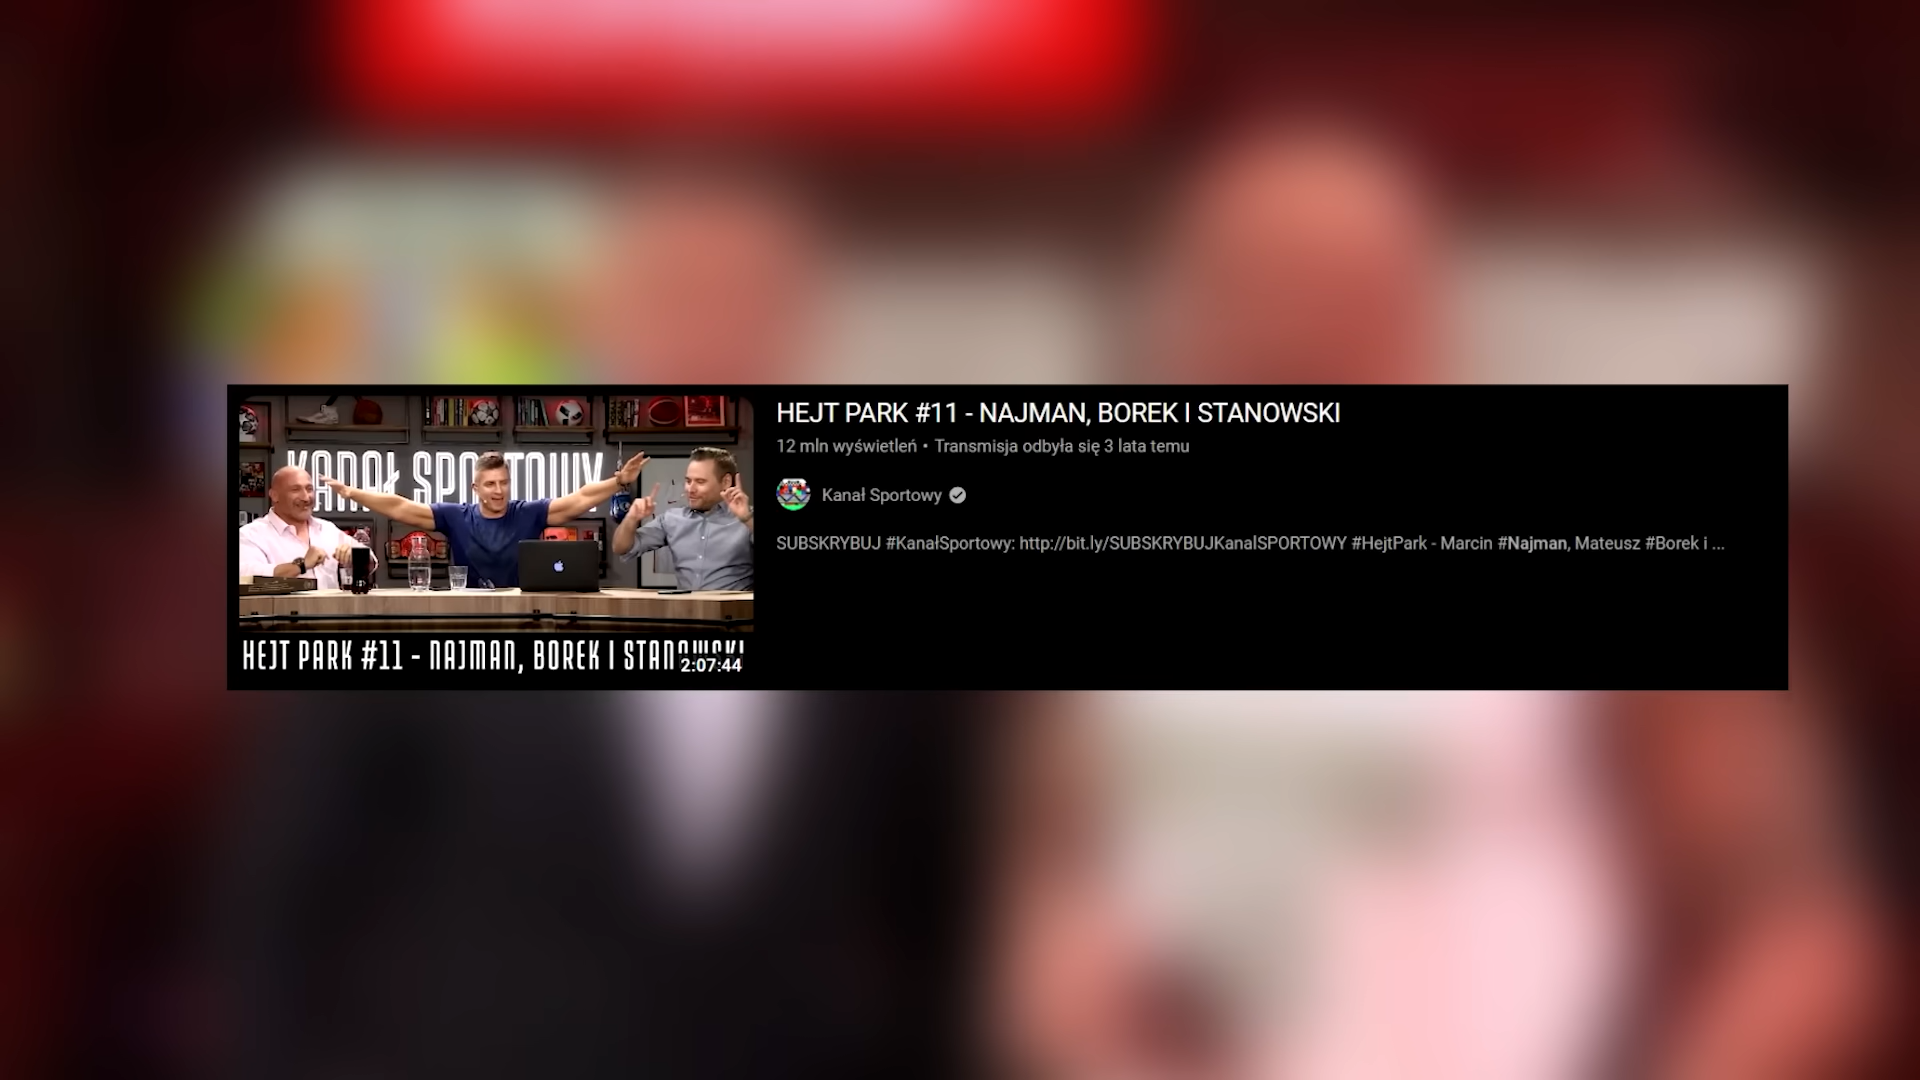 KANAŁ SPORTOWY
HEJT PARK #11 - NAJMAN, BOREK I STANOWSKI
2:07:44
HEJT PARK #11 - NAJMAN, BOREK I STANOWSKI
12 mln wyświetleń • Transmisja odbyła się 3 lata temu
Kanał Sportowy
SUBSKRYBUJ #KanałSportowy: http://bit.ly/SUBSKRYBUJKanalSPORTOWY #HejtPark - Marcin #Najman, Mateusz #Borek i ...